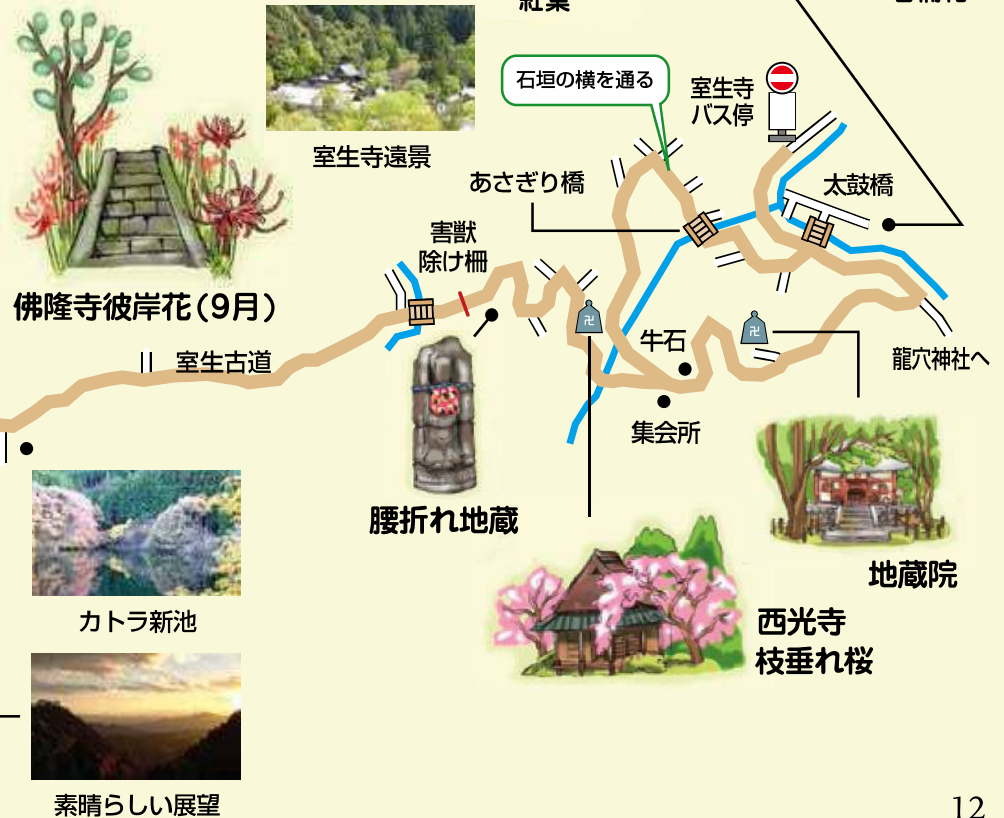 紅葉
石垣の横を通る
室生寺
バス停
室生寺遠景
あさぎり橋
太鼓橋
害獣
除け柵
佛隆寺彼岸花(9月)
室生古道
牛石
龍穴神社へ
集会所
腰折れ地蔵
地蔵院
カトラ新池
西光寺
枝垂れ桜
素晴らしい展望
12